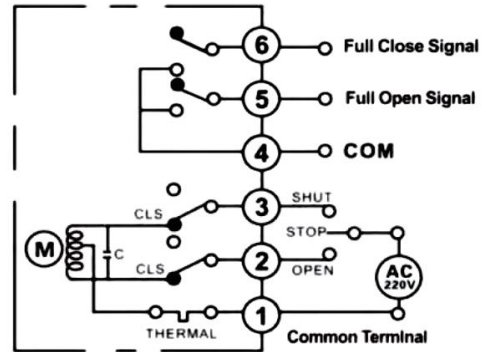 6 Full Close Signal
5 Full Open Signal
4 COM
3 SHUT
CLS
STOP
M C
AC
220V
2 OPEN
CLS
1
THERMAL Common Terminal